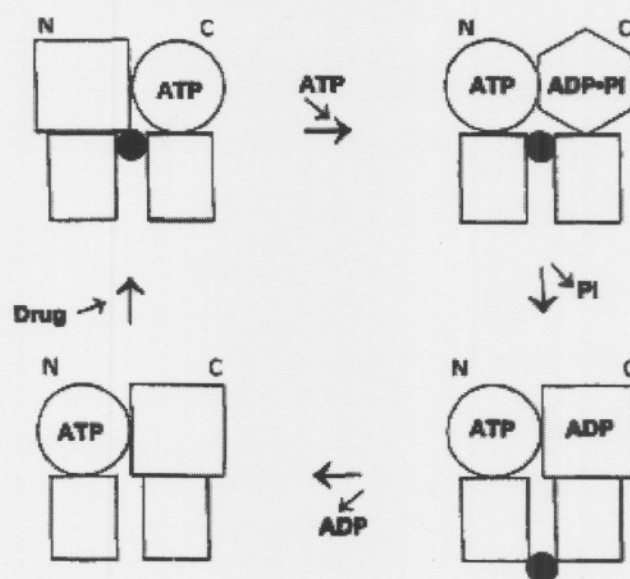 N C
ATP
ATP
N C
ATP ADP•PI
PI
Drug
N C
ATP
ADP
N C
ATP ADP